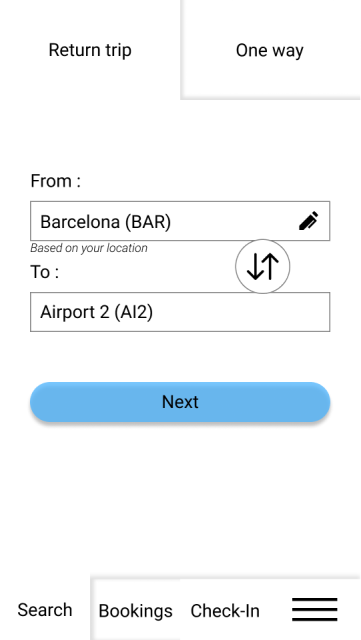 Return trip
One way
From :
Barcelona (BAR)
Based on your location
To :
Airport 2 (AI2)
Next
Search
Bookings
Check-In